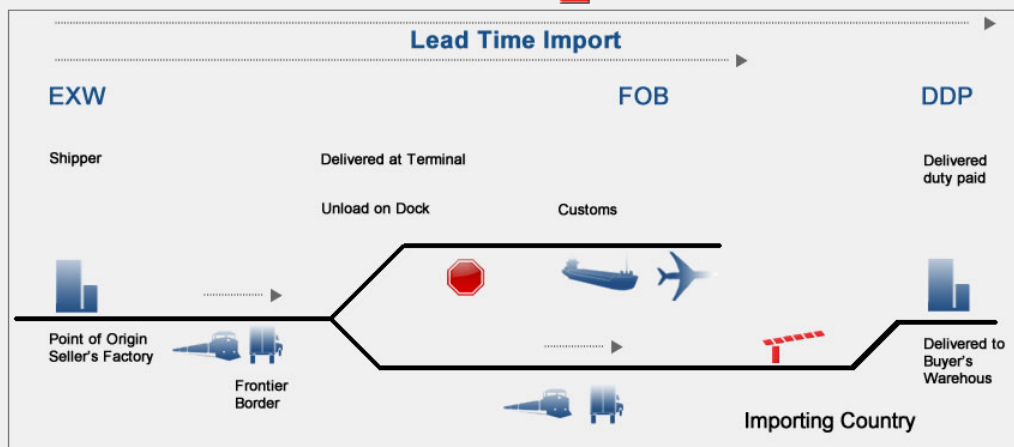 Lead Time Import
EXW
FOB
DDP
Shipper
Delivered at Terminal
Delivered
duty paid
Unload on Dock
Customs
Point of Origin
Seller's Factory
Frontier
Border
Delivered to
Buyer's
Warehous
Importing Country